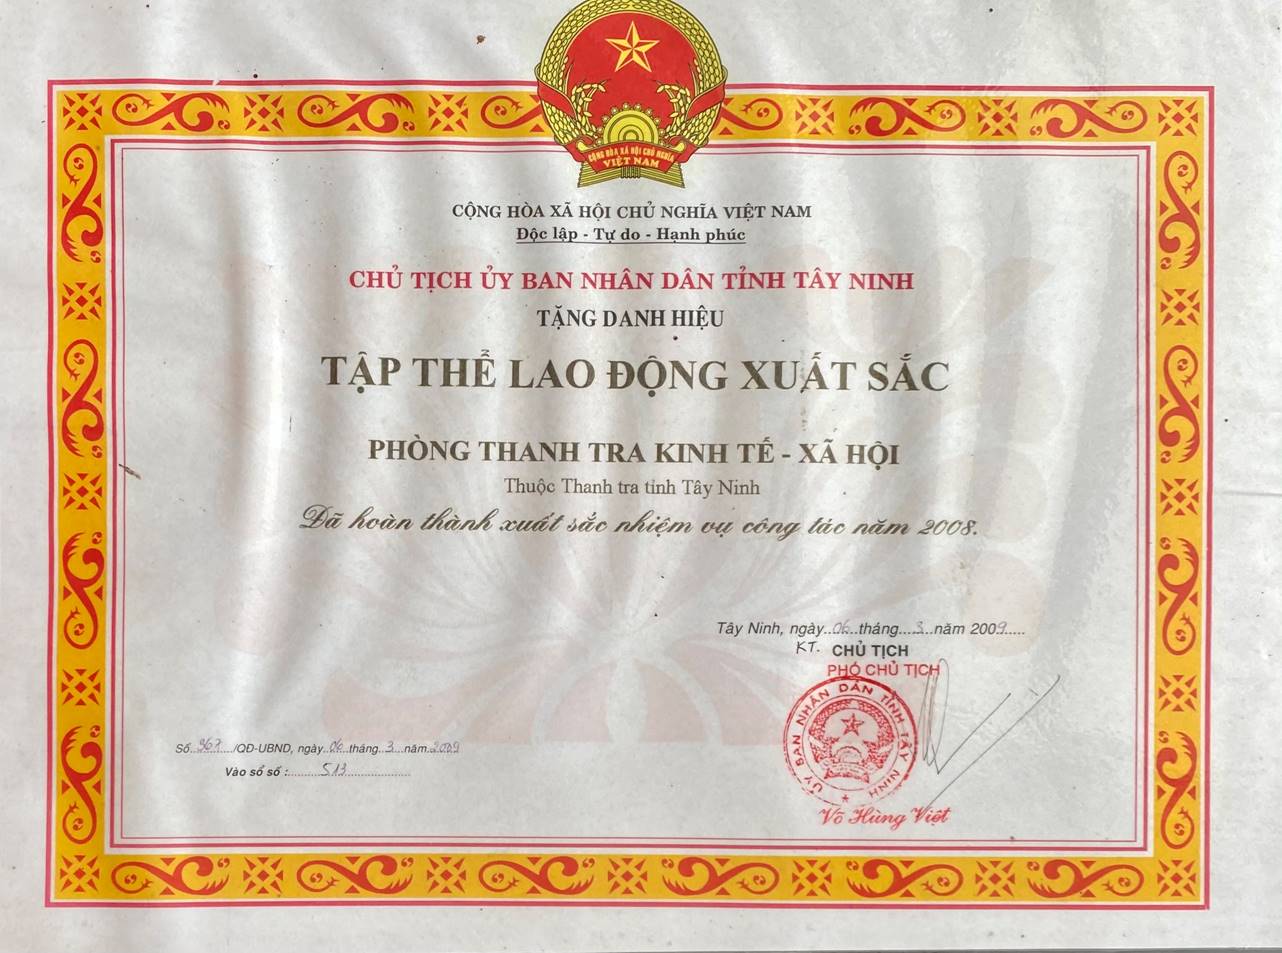 CỘNG HÒA XÃ HỘI CHỦ NGHĨA
VIỆT NAM
CỘNG HÒA XÃ HỘI CHỦ NGHĨA VIỆT NAM
Độc lập - Tự do - Hạnh phúc
CHỦ TỊCH ỦY BAN NHÂN DÂN TỈNH TÂY NINH
TẶNG DANH HIỆU
TẬP THỂ LAO ĐỘNG XUẤT SẮC
PHÒNG THANH TRA KINH TẾ - XÃ HỘI
Thuộc Thanh tra tỉnh Tây Ninh
Đã hoàn thành xuất sắc nhiệm vụ công tác năm 2008.
Tây Ninh, ngày..06..tháng....3...năm 2009.....
KT. CHỦ TỊCH
PHÓ CHỦ TỊCH
ỦY BAN NHÂN DÂN TỈNH TÂY NINH
Võ Hùng Việt
Số..367../QĐ-UBND, ngày..06..tháng..3..năm.2009
Vào sổ số :..........513..................